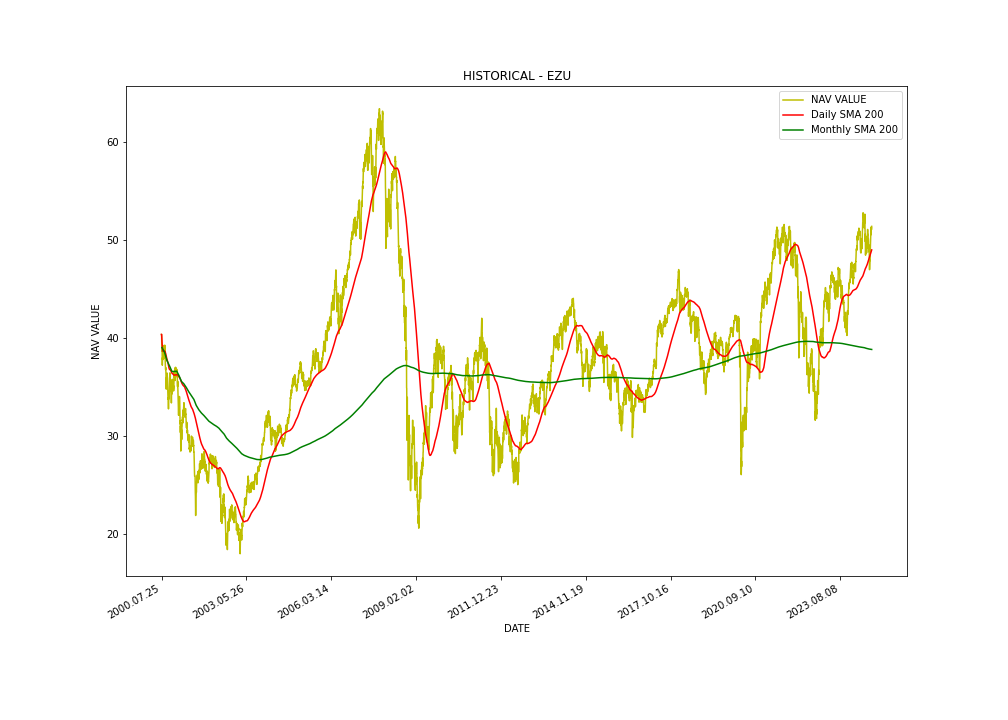 HISTORICAL - EZU
NAV VALUE
Daily SMA 200
Monthly SMA 200
NAV VALUE
60
50
40
30
20
2000.07.25
2003.05.26
2006.03.14
2009.02.02
2011.12.23
2014.11.19
2017.10.16
2020.09.10
2023.08.08
DATE